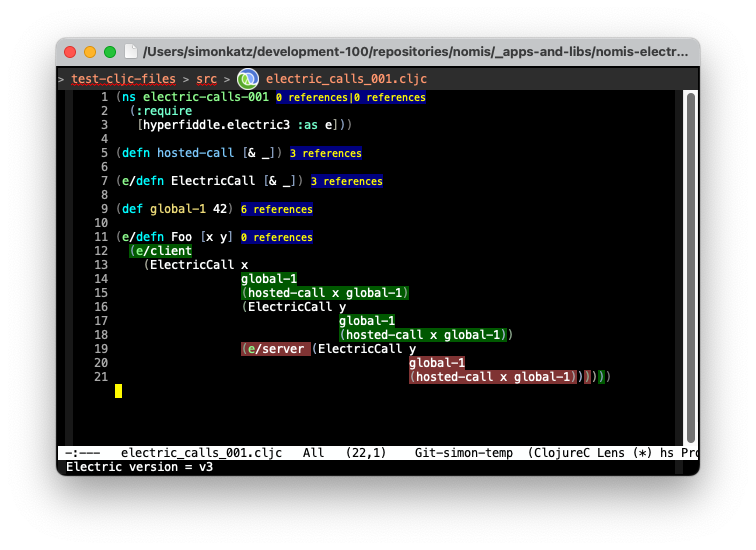 /Users/simonkatz/development-100/repositories/nomis/_apps-and-libs/nomis-electr...
> test-cljc-files > src > electric_calls_001.cljc
1 (ns electric-calls-001 0 references|0 references
2 (:require
3 [hyperfiddle.electric3 :as e]))
4
5 (defn hosted-call [& _]) 3 references
6
7 (e/defn ElectricCall [& _]) 3 references
8
9 (def global-1 42) 6 references
10
11 (e/defn Foo [x y] 0 references
12 (e/client
13 (ElectricCall x
14 global-1
15 (hosted-call x global-1)
16 (ElectricCall y
17 global-1
18 (hosted-call x global-1))
19 (e/server (ElectricCall y
20 global-1
21 (hosted-call x global-1)))))
-:--- electric_calls_001.cljc All (22,1) Git-simon-temp (ClojureC Lens (*) hs Pro
Electric version = v3